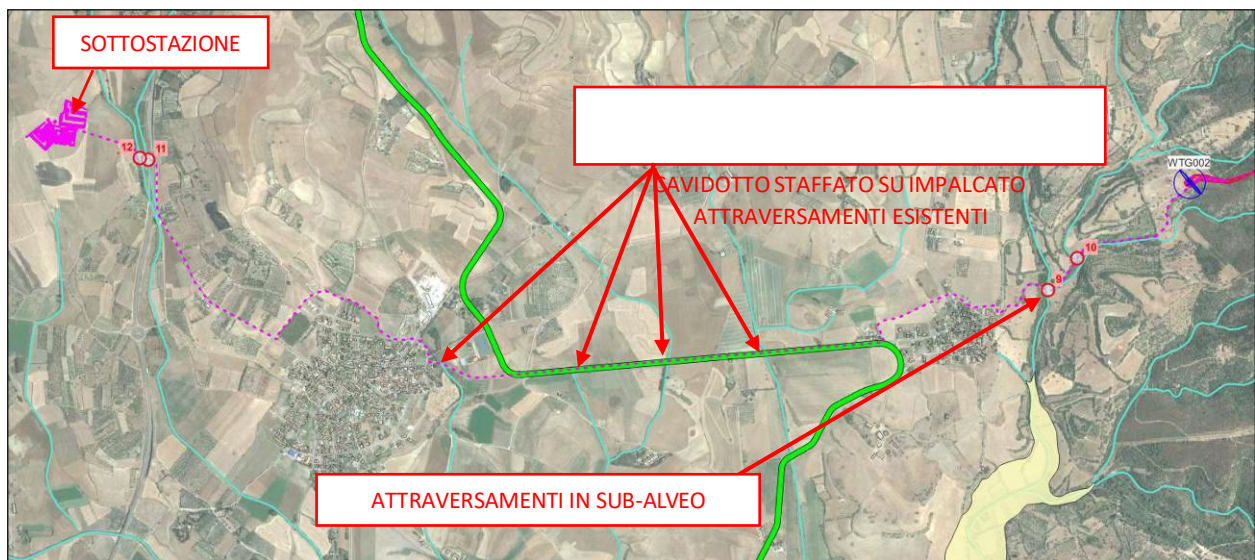 SOTTOSTAZIONE
12 11
WTG002
CAVIDOTTO STAFFATO SU IMPALCATO
ATTRAVERSAMENTI ESISTENTI
10
9
ATTRAVERSAMENTI IN SUB-ALVEO